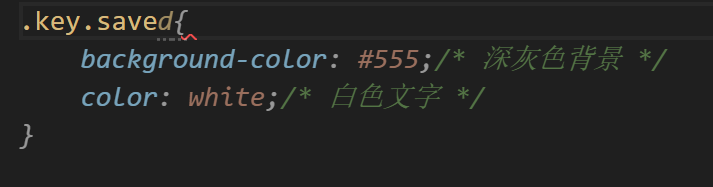 .key.saved{
background-color: #555;/* 深灰色背景 */
color: white;/* 白色文字 */
}